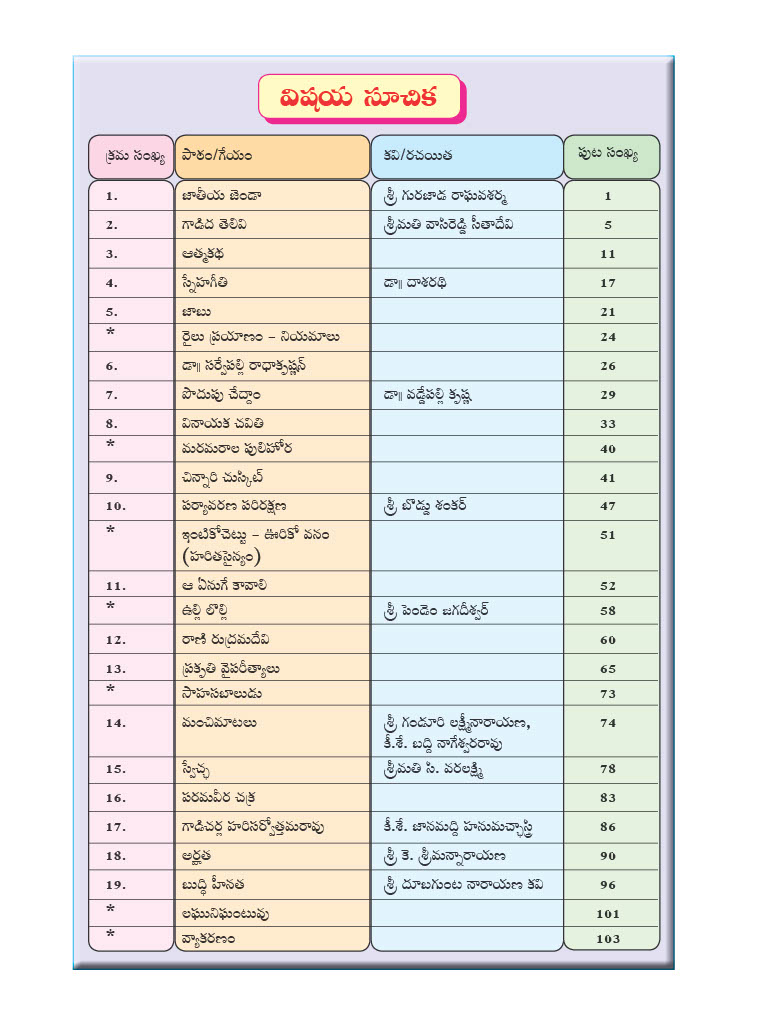 విషయ సూచిక
క్రమ సంఖ్య పాఠం/గేయం కవి/రచయిత పుట సంఖ్య
1. జాతీయ జెండా శ్రీ గురజాడ రాఘవశర్మ 1
2. గాడిద తెలివి శ్రీమతి వాసిరెడ్డి సీతాదేవి 5
3. ఆత్మకథ 11
4. స్నేహగీతి డా॥ దాశరథి 17
5. జాబు 21
* రైలు ప్రయాణం - నియమాలు 24
6. డా॥ సర్వేపల్లి రాధాకృష్ణన్ 26
7. పొదుపు చేద్దాం డా॥ వడ్డేపల్లి కృష్ణ 29
8. వినాయక చవితి 33
* మరమరాల పులిహోర 40
9. చిన్నారి చుస్కిట్ 41
10. పర్యావరణ పరిరక్షణ శ్రీ బొడ్డు శంకర్ 47
* ఇంటికోచెట్టు - ఊరికో వనం 51
(హరితసైన్యం)
11. ఆ ఏనుగే కావాలి 52
* ఉల్లి లొల్లి శ్రీ పెండెం జగదీశ్వర్ 58
12. రాణి రుద్రమదేవి 60
13. ప్రకృతి వైపరీత్యాలు 65
* సాహసబాలుడు 73
14. మంచిమాటలు శ్రీ గండూరి లక్ష్మీనారాయణ, 74
కీ.శే. బద్ది నాగేశ్వరరావు
15. స్వేచ్ఛ శ్రీమతి సి. వరలక్ష్మి 78
16. పరమవీర చక్ర 83
17. గాడిచర్ల హరిసర్వోత్తమరావు కీ.శే. జానమద్ది హనుమచ్ఛాస్త్రి 86
18. అర్హత శ్రీ కె. శ్రీమన్నారాయణ 90
19. బుద్ధి హీనత శ్రీ దూబగుంట నారాయణ కవి 96
* లఘునిఘంటువు 101
* వ్యాకరణం 103